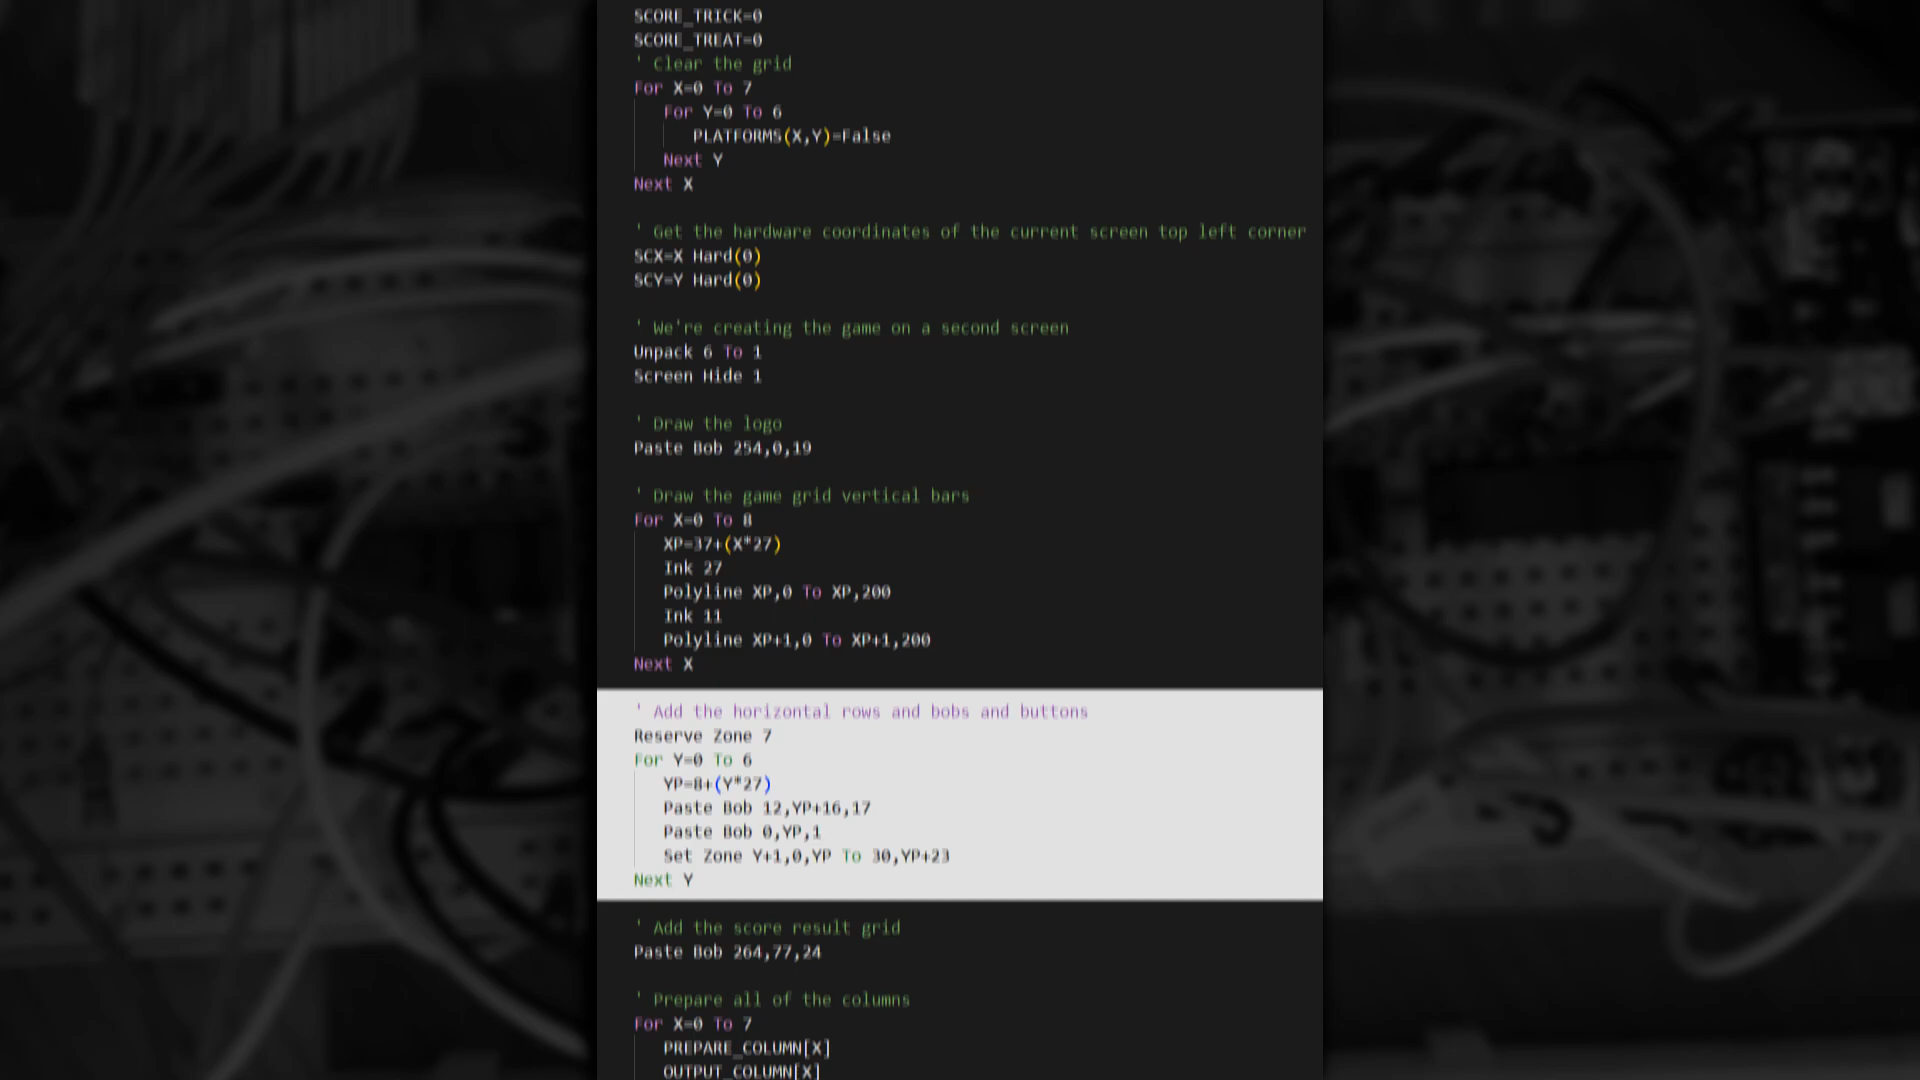 SCORE_TRICK=0
SCORE_TREAT=0
' Clear the grid
For X=0 To 7
For Y=0 To 6
PLATFORMS(X,Y)=False
Next Y
Next X
' Get the hardware coordinates of the current screen top left corner
SCX=X Hard(0)
SCY=Y Hard(0)
' We're creating the game on a second screen
Unpack 6 To 1
Screen Hide 1
' Draw the logo
Paste Bob 254,0,19
' Draw the game grid vertical bars
For X=0 To 8
XP=37+(X*27)
Ink 27
Polyline XP,0 To XP,200
Ink 11
Polyline XP+1,0 To XP+1,200
Next X
' Add the horizontal rows and bobs and buttons
Reserve Zone 7
For Y=0 To 6
YP=8+(Y*27)
Paste Bob 12,YP+16,17
Paste Bob 0,YP,1
Set Zone Y+1,0,YP To 30,YP+23
Next Y
' Add the score result grid
Paste Bob 264,77,24
' Prepare all of the columns
For X=0 To 7
PREPARE_COLUMN[X]
OUTPUT_COLUMN[X]